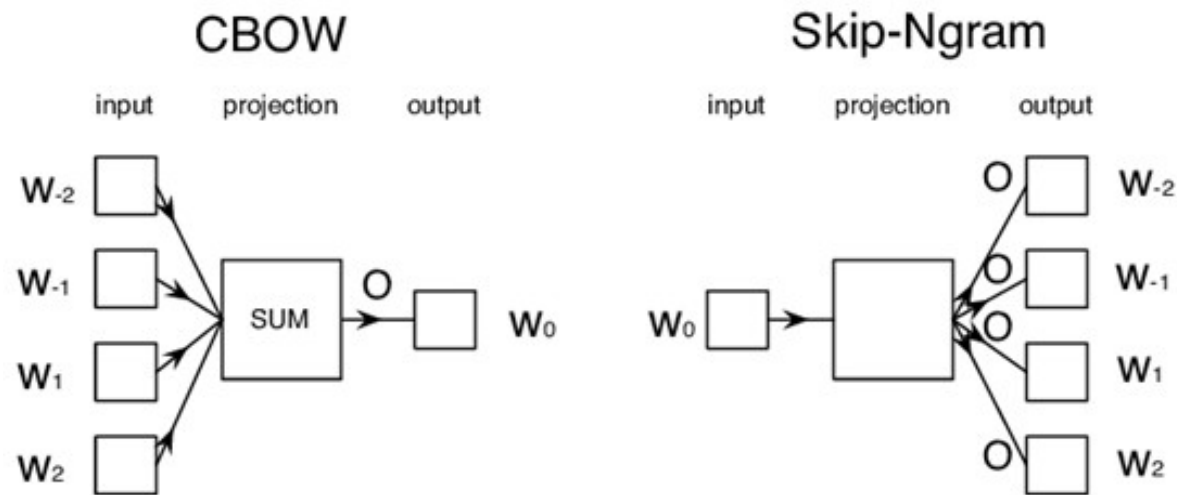 CBOW
input projection output
w-2
w-1
w1
w2
SUM
O
w0
Skip-Ngram
input projection output
w0
O
O
O
O
w-2
w-1
w1
w2